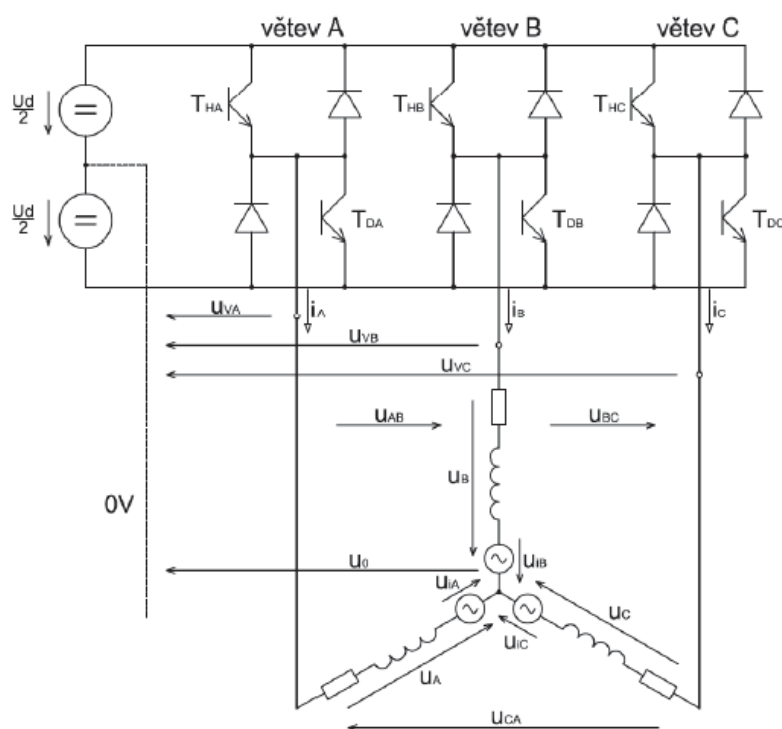 větev A větev B větev C
Ud
2
THA THB THC
Ud
2
TDA TDB TDC
uVA iA iB iC
uVB
uVC
uAB uBC
uB
0V
u0 uiB
uiA
uiC uC
uA
uCA